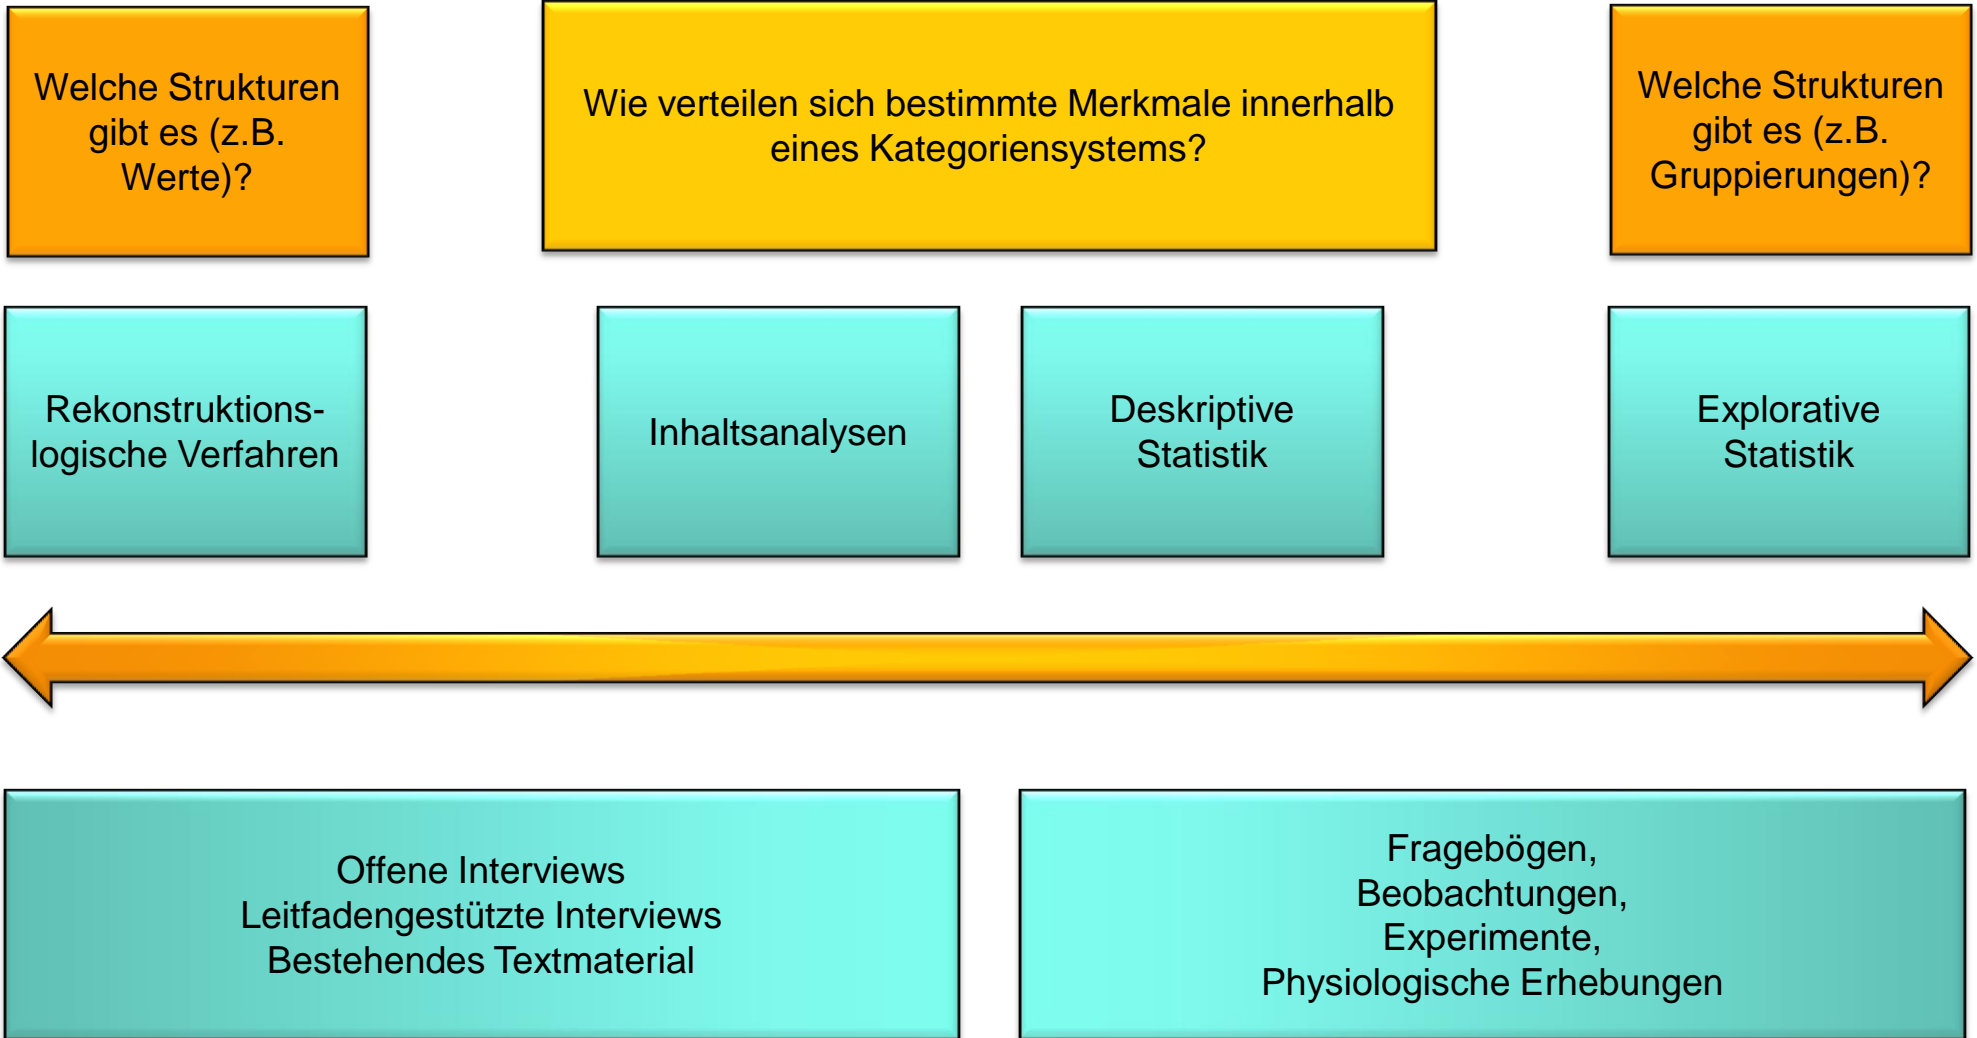 Welche Strukturen
gibt es (z.B.
Werte)?
Wie verteilen sich bestimmte Merkmale innerhalb
eines Kategoriensystems?
Welche Strukturen
gibt es (z.B.
Gruppierungen)?
Rekonstruktions-
logische Verfahren
Inhaltsanalysen
Deskriptive
Statistik
Explorative
Statistik
Offene Interviews
Leitfadengestützte Interviews
Bestehendes Textmaterial
Fragebögen,
Beobachtungen,
Experimente,
Physiologische Erhebungen